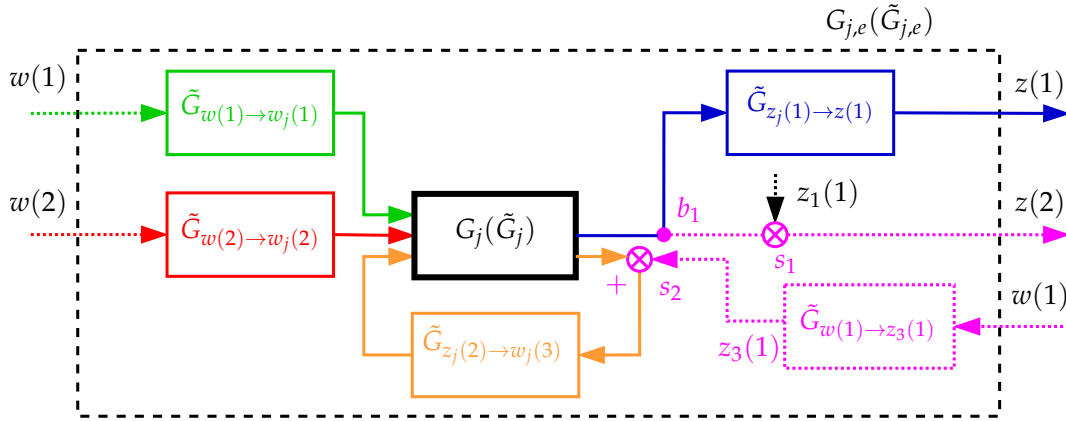 G_{j,e}(G̃_{j,e})
w(1)
G̃_{w(1)→w_j(1)}
G̃_{z_j(1)→z(1)}
z(1)
w(2)
G̃_{w(2)→w_j(2)}
G_j(G̃_j)
b_1
z_1(1)
s_1
z(2)
+
s_2
w(1)
G̃_{z_j(2)→w_j(3)}
z_3(1)
G̃_{w(1)→z_3(1)}